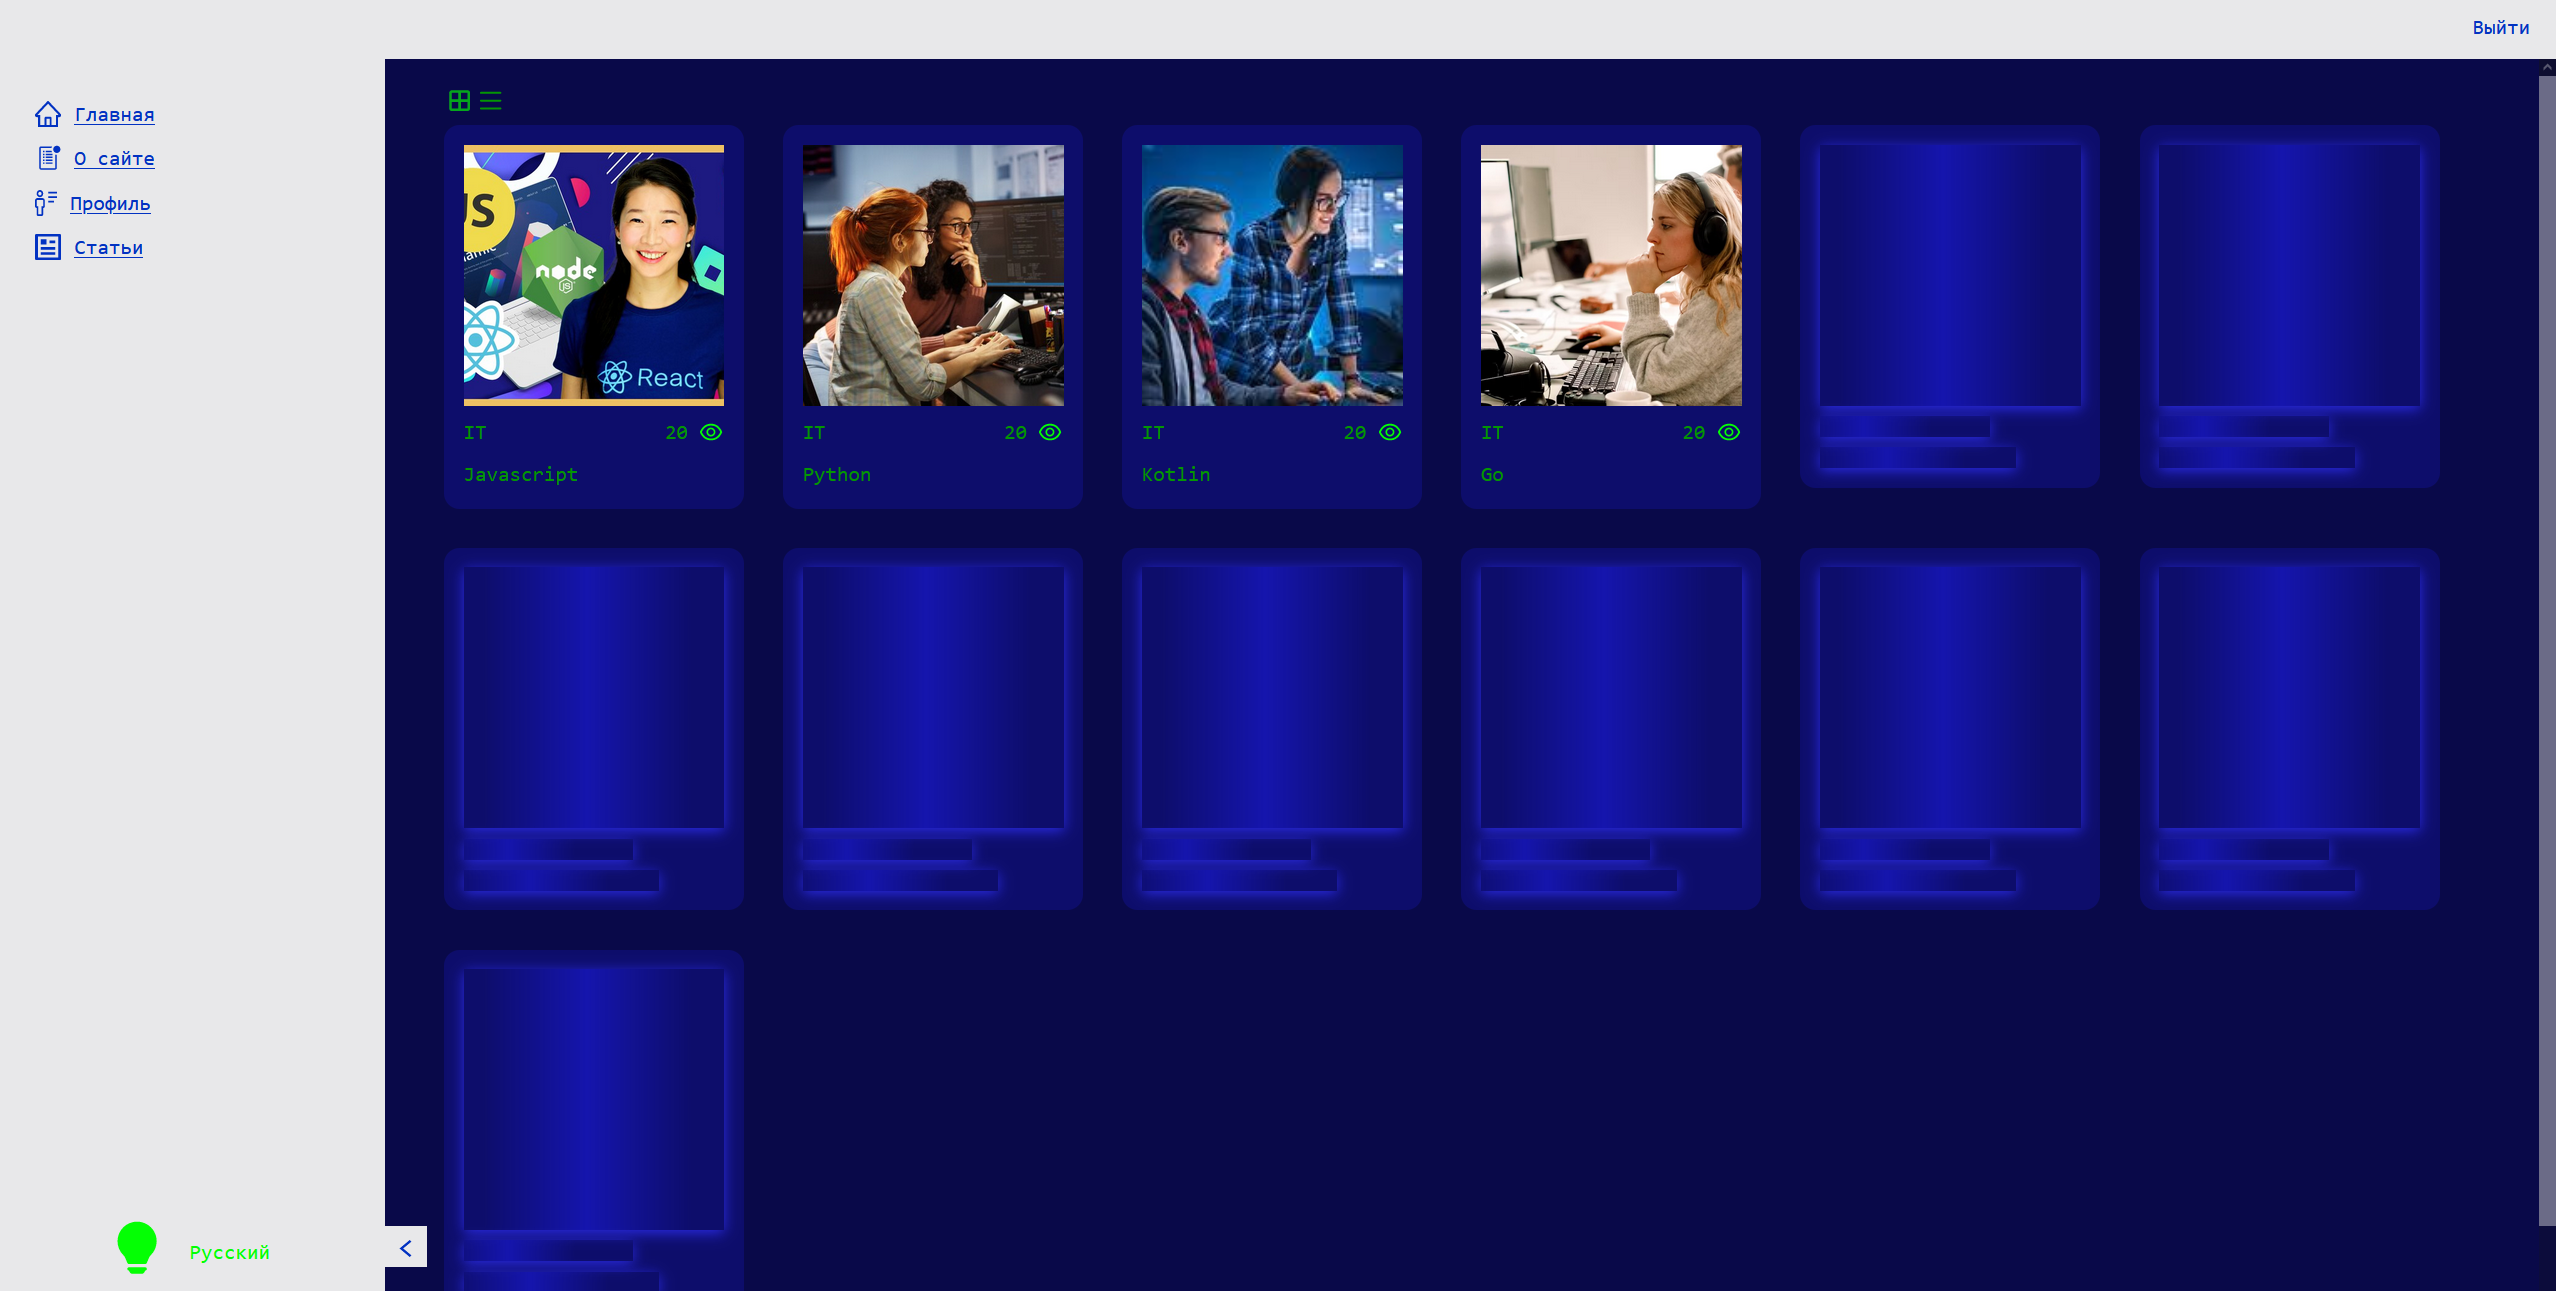 Выйти
Главная
О сайте
Профиль
Статьи
JS
node
JS
React
IT 20
Javascript
IT 20
Python
IT 20
Kotlin
IT 20
Go
Русский